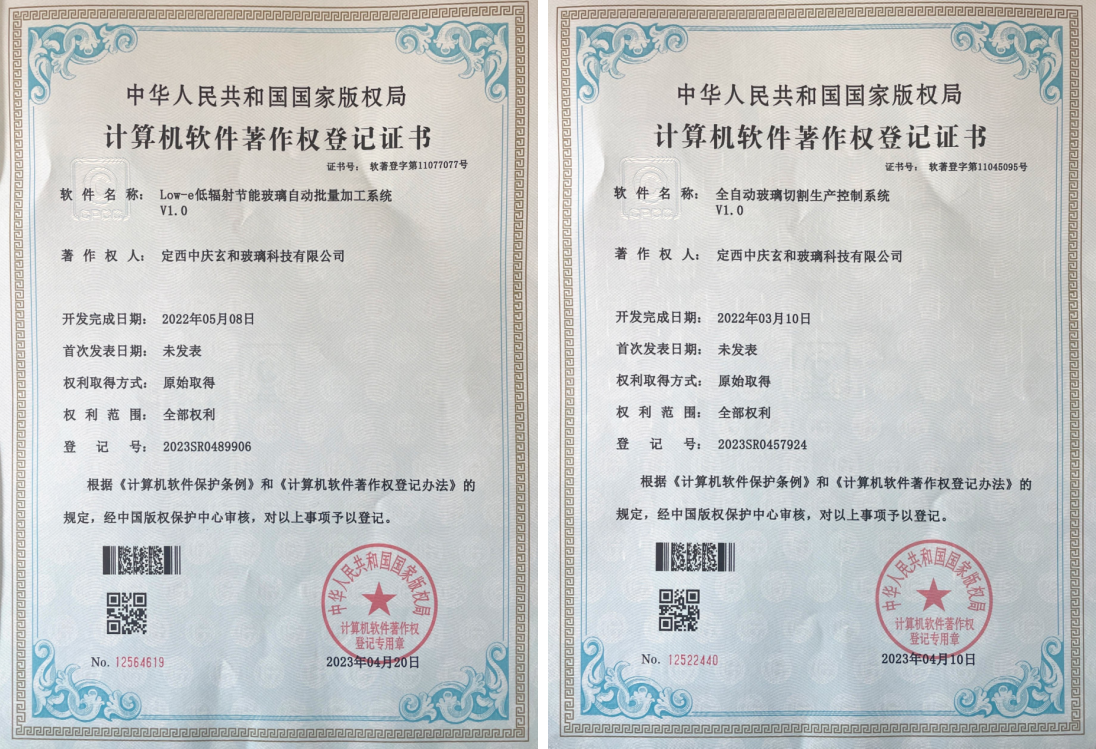 中华人民共和国国家版权局
计算机软件著作权登记证书
证书号： 软著登字第11077077号
软件名称： Low-e低辐射节能玻璃自动批量加工系统
V1.0
著作权人： 定西中庆玄和玻璃科技有限公司
开发完成日期： 2022年05月08日
首次发表日期： 未发表
权利取得方式： 原始取得
权利范围： 全部权利
登记号： 2023SR0489906
根据《计算机软件保护条例》和《计算机软件著作权登记办法》的
规定，经中国版权保护中心审核，对以上事项予以登记。
中华人民共和国国家版权局
计算机软件著作权
登记专用章
No. 12564619
2023年04月20日
中华人民共和国国家版权局
计算机软件著作权登记证书
证书号： 软著登字第11045095号
软件名称： 全自动玻璃切割生产控制系统
V1.0
著作权人： 定西中庆玄和玻璃科技有限公司
开发完成日期： 2022年03月10日
首次发表日期： 未发表
权利取得方式： 原始取得
权利范围： 全部权利
登记号： 2023SR0457924
根据《计算机软件保护条例》和《计算机软件著作权登记办法》的
规定，经中国版权保护中心审核，对以上事项予以登记。
中华人民共和国国家版权局
计算机软件著作权
登记专用章
No. 12522440
2023年04月10日